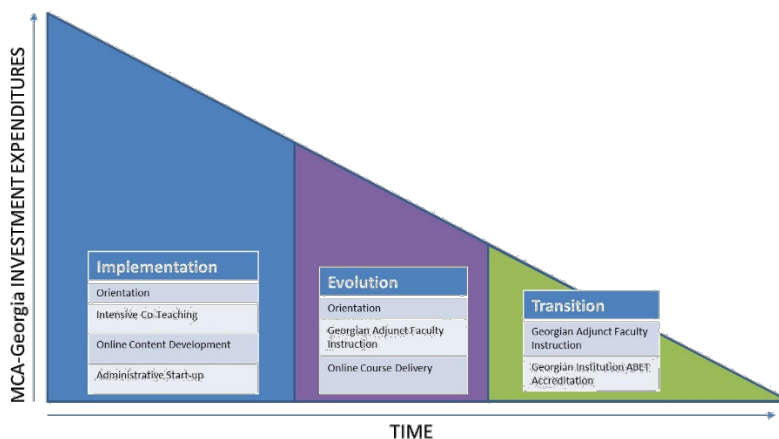 MCA-Georgia INVESTMENT EXPENDITURES
Implementation
Orientation
Intensive Co-Teaching
Online Content Development
Administrative Start-up
Evolution
Orientation
Georgian Adjunct Faculty
Instruction
Online Course Delivery
Transition
Georgian Adjunct Faculty
Instruction
Georgian Institution ABET
Accreditation
TIME